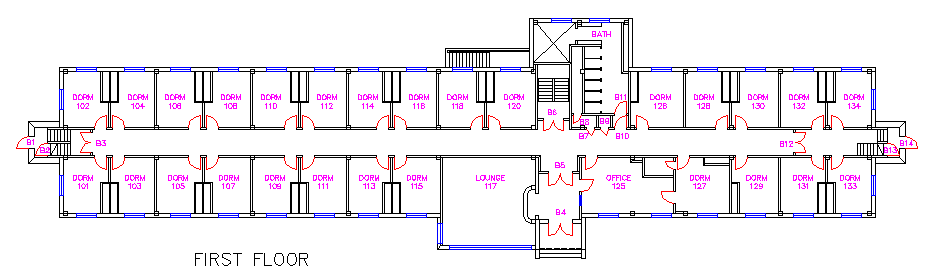 BATH
DORM 102
DORM 104
DORM 106
DORM 108
DORM 110
DORM 112
DORM 114
DORM 116
DORM 118
DORM 120
B11
DORM 126
DORM 128
DORM 130
DORM 132
DORM 134
B6
B8
B9
B7
B10
B1
B2
B3
B12
B13
B14
B5
DORM 101
DORM 103
DORM 105
DORM 107
DORM 109
DORM 111
DORM 113
DORM 115
LOUNGE 117
OFFICE 125
DORM 127
DORM 129
DORM 131
DORM 133
B4
FIRST FLOOR